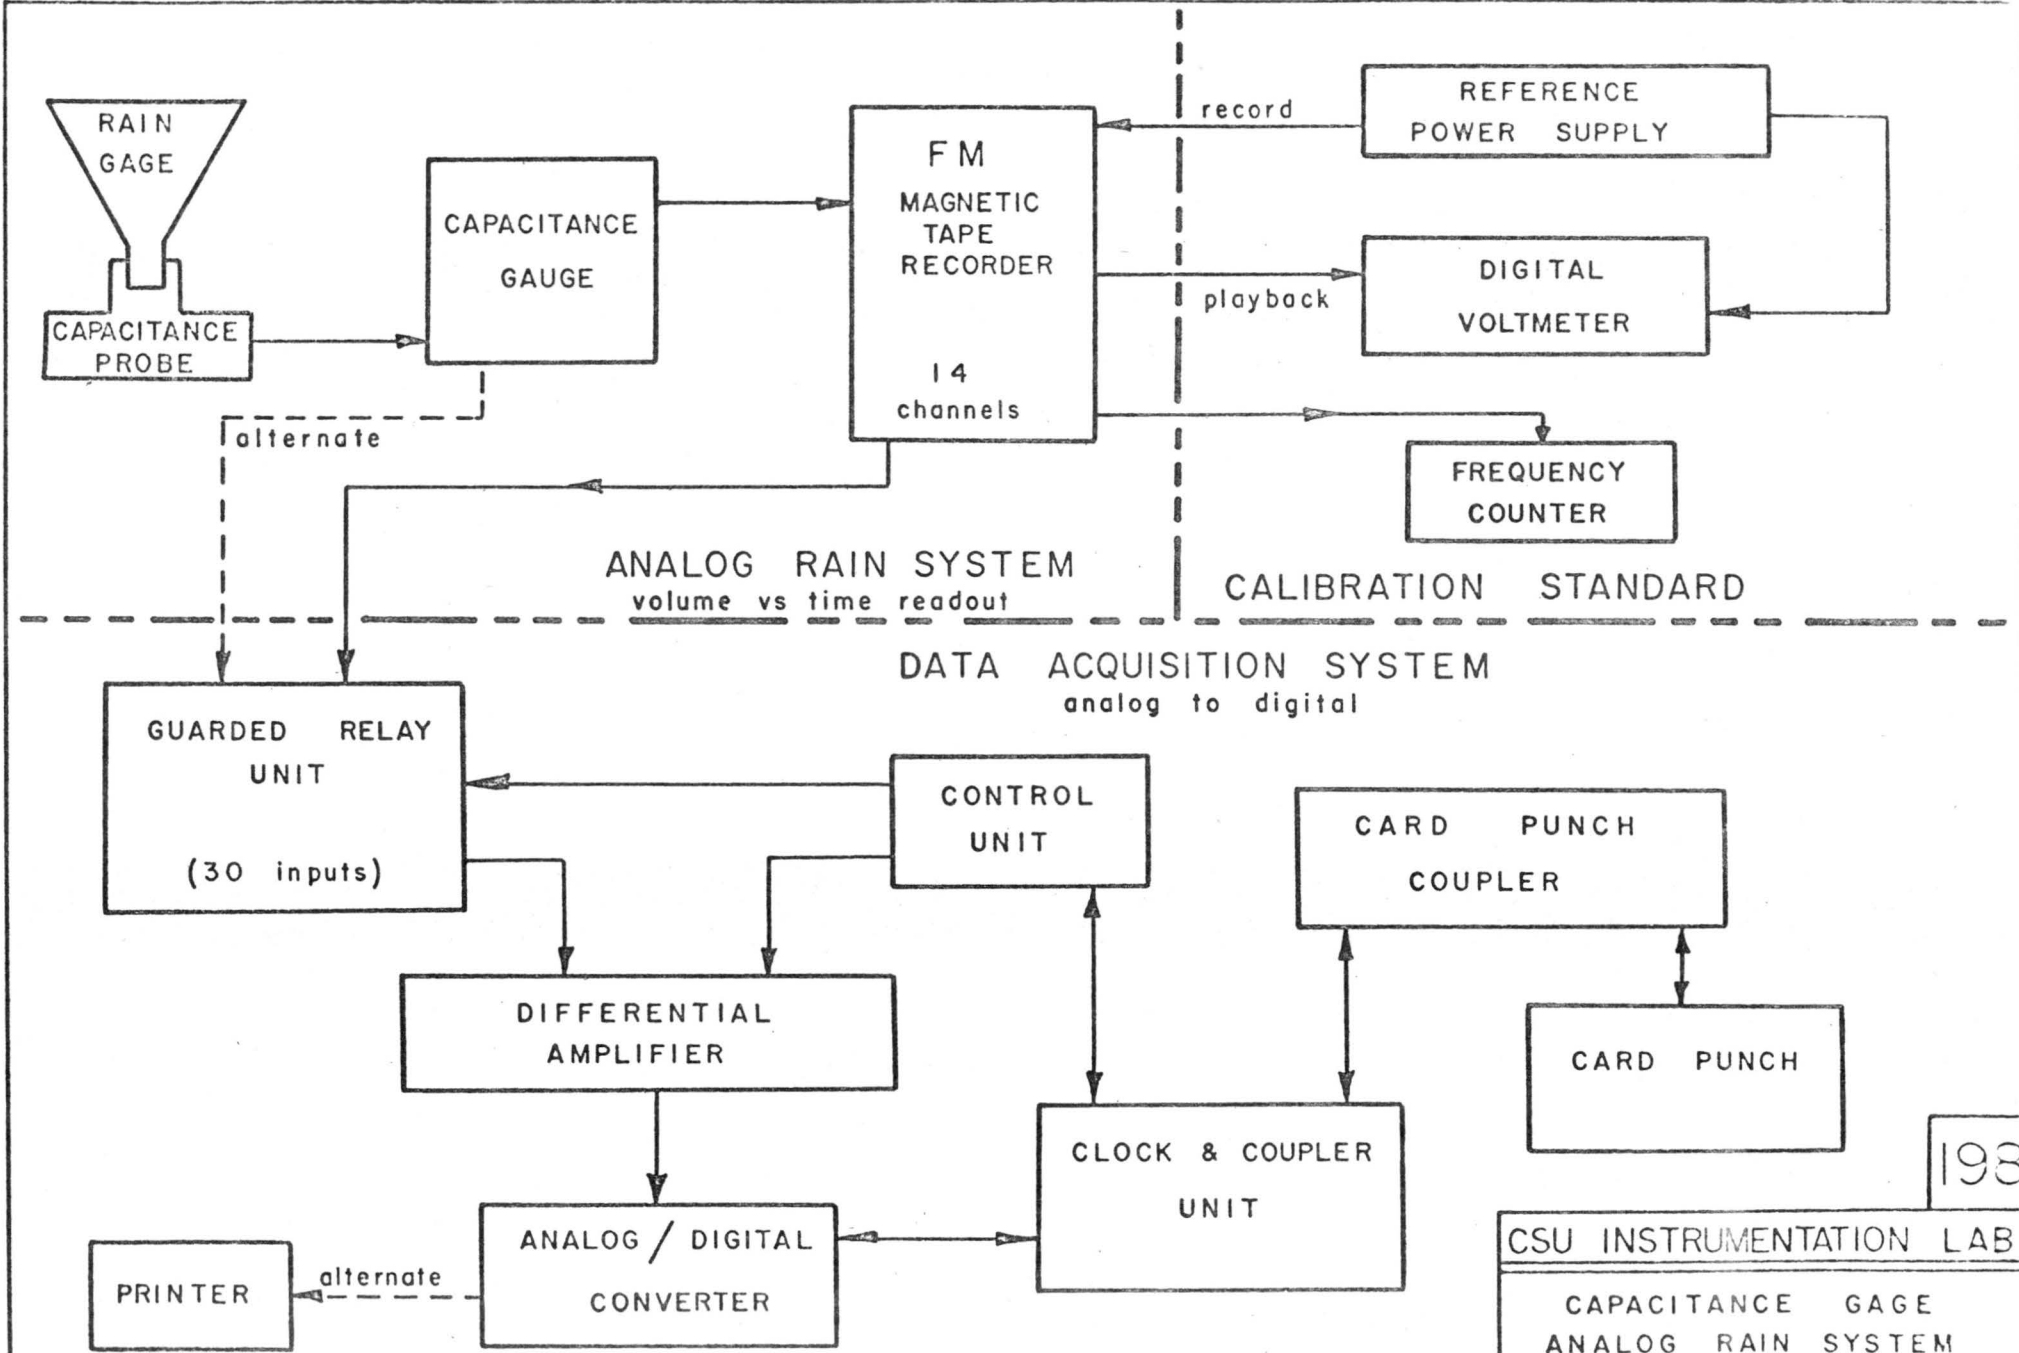 RAIN
GAGE
CAPACITANCE
PROBE
CAPACITANCE
GAUGE
FM
MAGNETIC
TAPE
RECORDER
14
channels
record
REFERENCE
POWER SUPPLY
playback
DIGITAL
VOLTMETER
FREQUENCY
COUNTER
alternate
ANALOG RAIN SYSTEM
volume vs time readout
CALIBRATION STANDARD
DATA ACQUISITION SYSTEM
analog to digital
GUARDED RELAY
UNIT
(30 inputs)
CONTROL
UNIT
CARD PUNCH
COUPLER
DIFFERENTIAL
AMPLIFIER
CARD PUNCH
CLOCK & COUPLER
UNIT
ANALOG / DIGITAL
CONVERTER
alternate
PRINTER
198
CSU INSTRUMENTATION LAB
CAPACITANCE GAGE
ANALOG RAIN SYSTEM